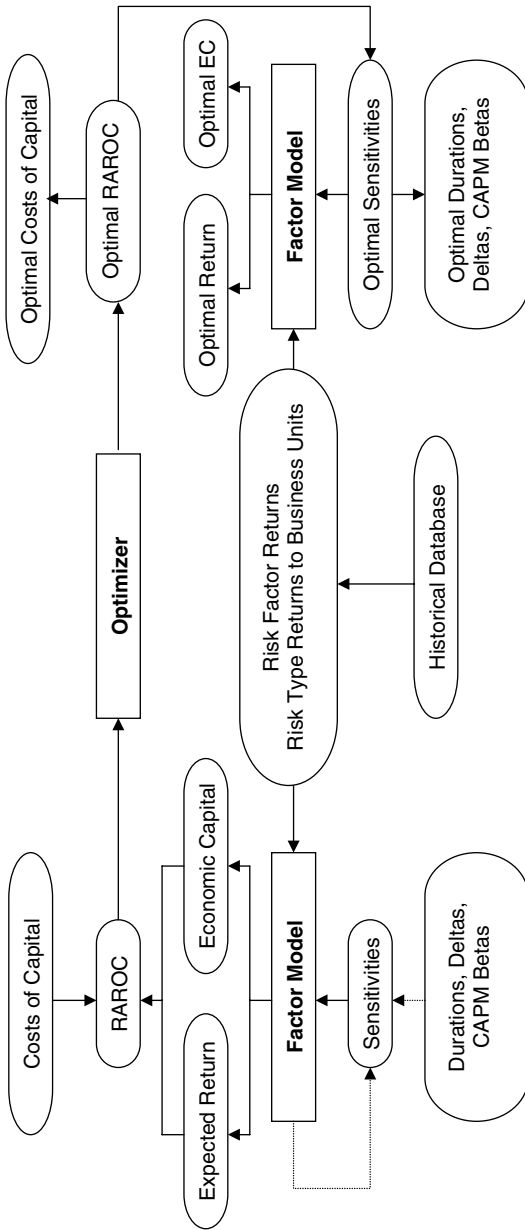 Costs of Capital
RAROC
Expected Return
Economic Capital
Factor Model
Sensitivities
Durations, Deltas,
CAPM Betas
Optimizer
Risk Factor Returns
Risk Type Returns to Business Units
Historical Database
Optimal Costs of Capital
Optimal RAROC
Optimal Return
Optimal EC
Factor Model
Optimal Sensitivities
Optimal Durations,
Deltas, CAPM Betas